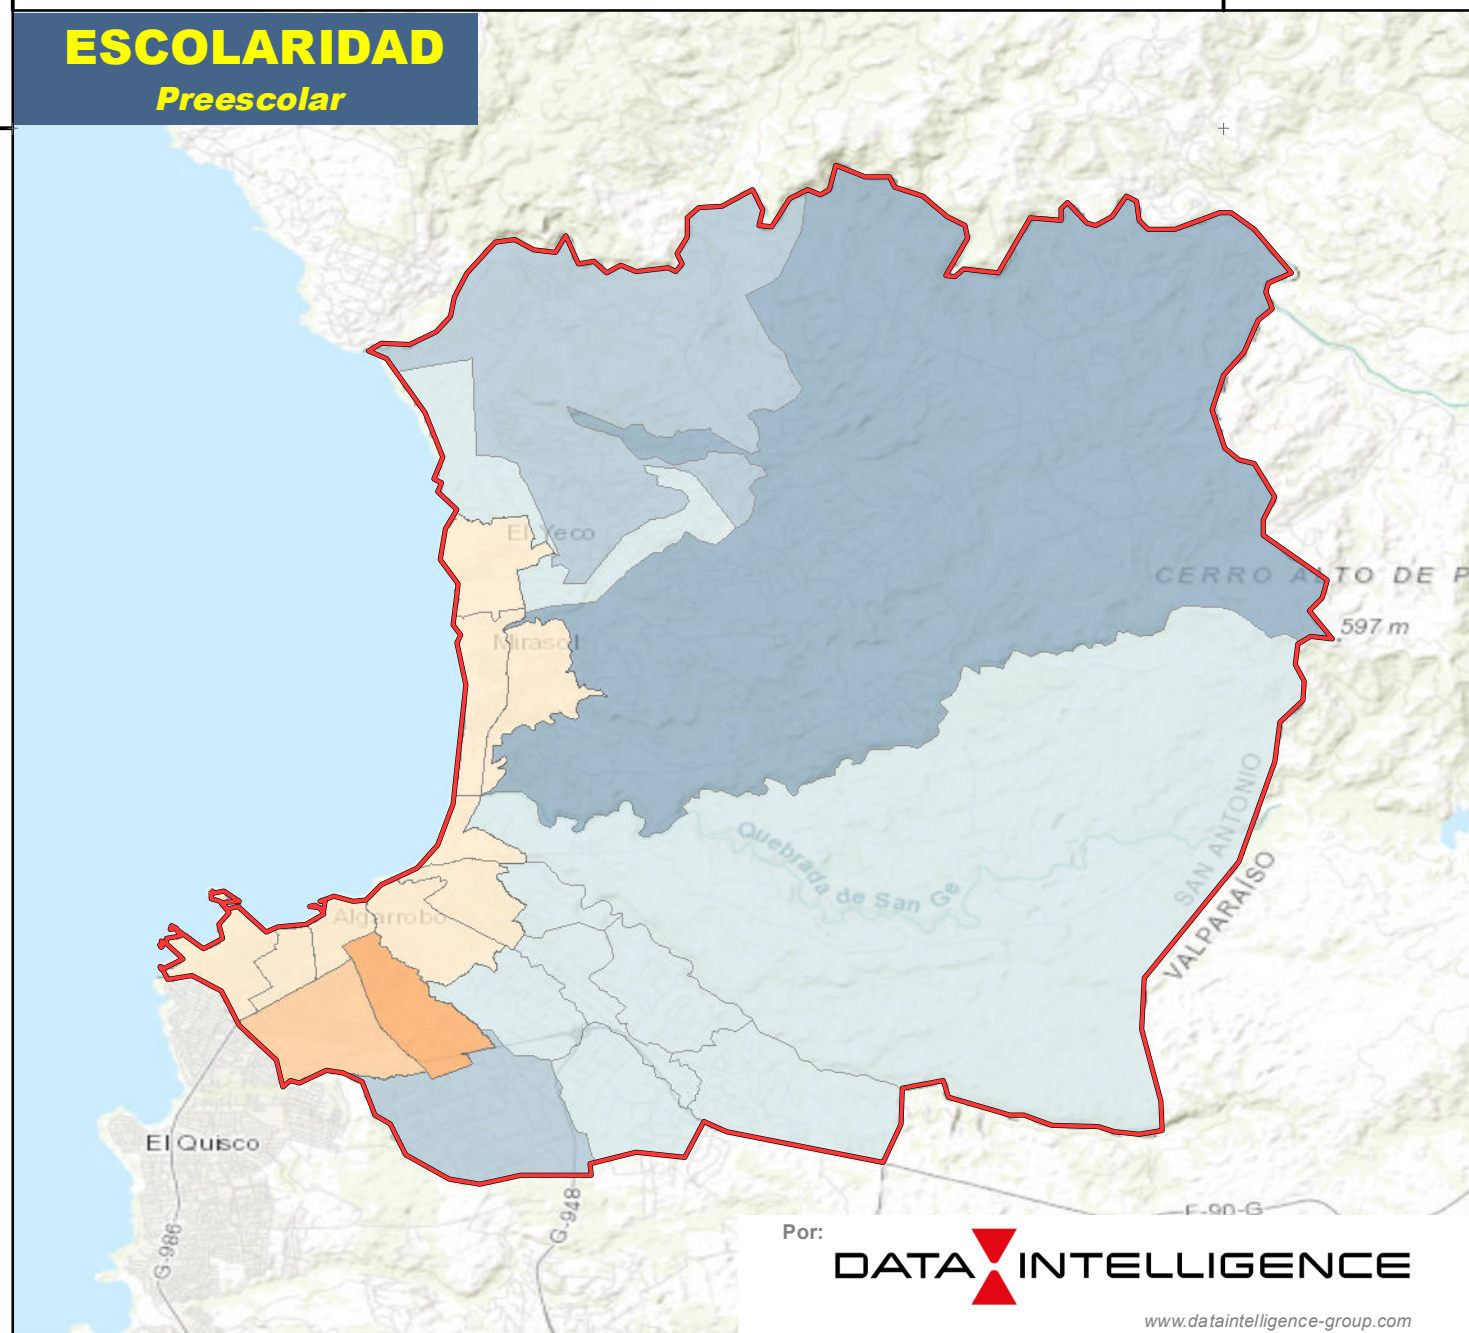 ESCOLARIDAD
Preescolar
El Yeco
CERRO ALTO DE P
597 m
Mirasol
SAN ANTONIO
VALPARAÍSO
Quebrada de San Ge
Algarrobo
El Quisco
G-986
G-948
F-90-G
Por:
DATA INTELLIGENCE
www.dataintelligence-group.com